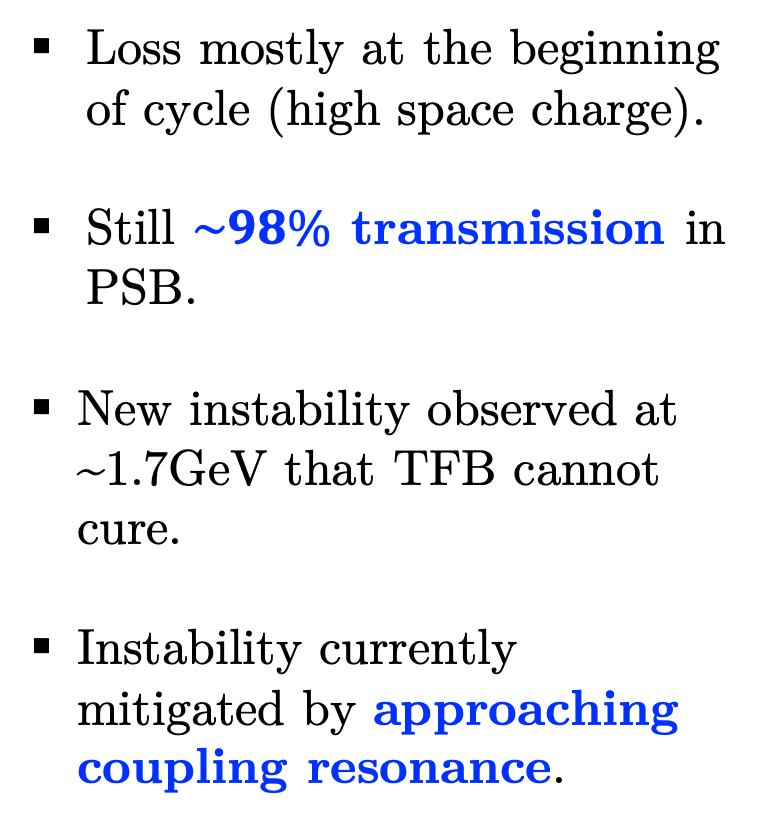 ▪ Loss mostly at the beginning
of cycle (high space charge).
▪ Still ~98% transmission in
PSB.
▪ New instability observed at
~1.7GeV that TFB cannot
cure.
▪ Instability currently
mitigated by approaching
coupling resonance.